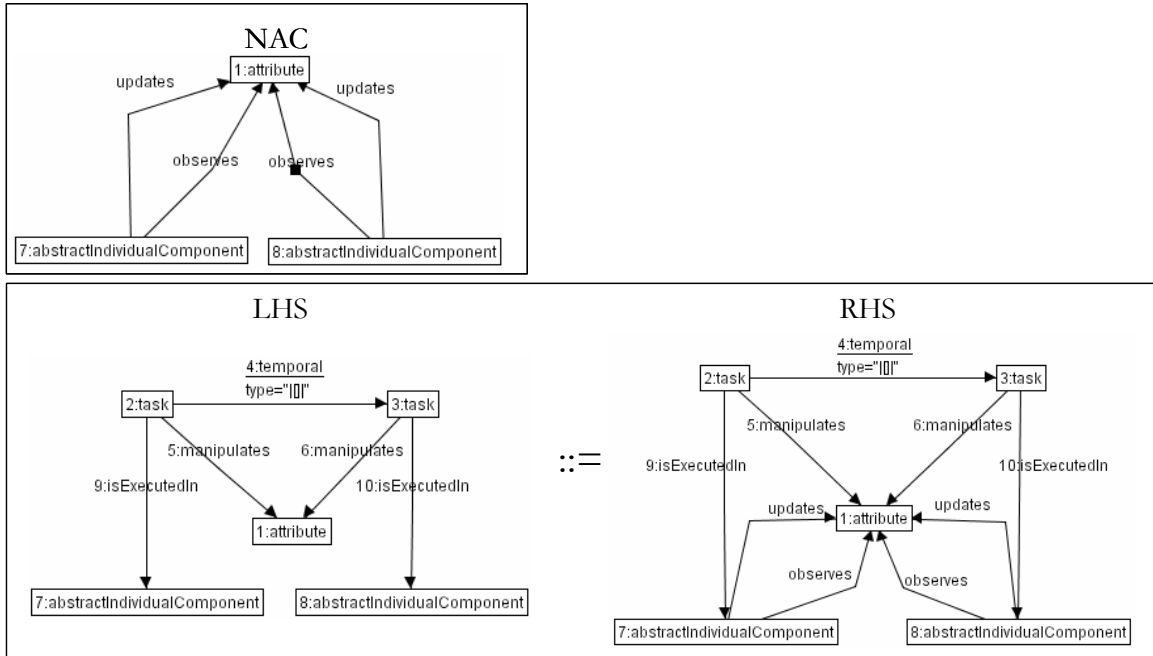 NAC
1:attribute
updates
updates
observes
observes
7:abstractIndividualComponent
8:abstractIndividualComponent
LHS
RHS
4:temporal
type="|[]|"
2:task
3:task
5:manipulates
6:manipulates
9:isExecutedIn
10:isExecutedIn
1:attribute
7:abstractIndividualComponent
8:abstractIndividualComponent
::=
4:temporal
type="|[]|"
2:task
3:task
5:manipulates
6:manipulates
9:isExecutedIn
10:isExecutedIn
updates
updates
1:attribute
observes
observes
7:abstractIndividualComponent
8:abstractIndividualComponent